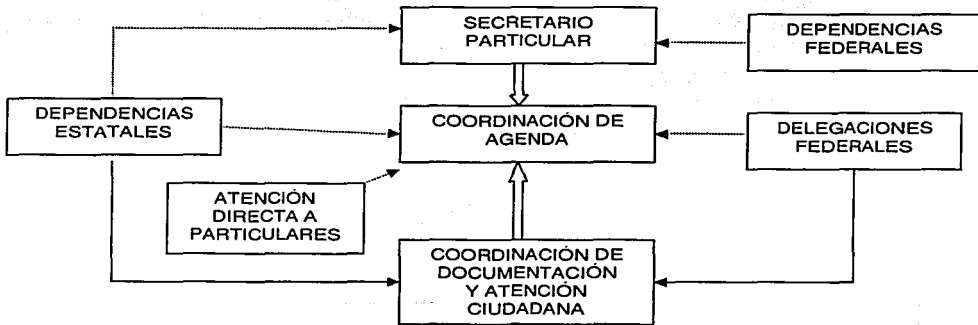 SECRETARIO
PARTICULAR
DEPENDENCIAS
FEDERALES
DEPENDENCIAS
ESTATALES
COORDINACIÓN DE
AGENDA
DELEGACIONES
FEDERALES
ATENCIÓN
DIRECTA A
PARTICULARES
COORDINACIÓN DE
DOCUMENTACIÓN
Y ATENCIÓN
CIUDADANA